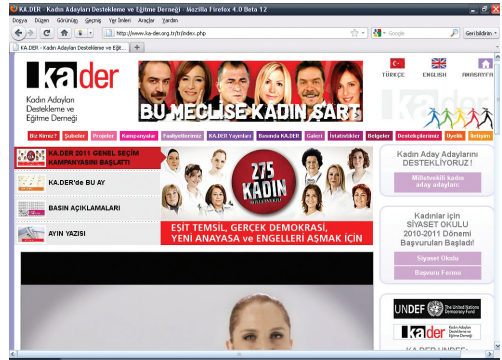 KA.DER - Kadın Adayları Destekleme ve Eğitme Derneği - Mozilla Firefox 4.0 Beta 12
Dosya Düzen Görünüm Geçmiş Yer İmleri Araçlar Yardım
http://www.ka-der.org.tr/tr/index.php
Google
Geri bildirim
KA.DER - Kadın Adayları Destekleme ve Eğit...
ka.der
Kadın Adayları
Destekleme ve
Eğitme Derneği
BU MECLİSE KADIN ŞART
TÜRKÇE ENGLISH ANASAYFA
Biz Kimiz? Şubeler Projeler Kampanyalar Faaliyetlerimiz KA.DER Yayınları Basında KA.DER Galeri İstatistikler Belgeler Destekçilerimiz Üyelik İletişim
KA.DER 2011 GENEL SEÇİM
KAMPANYASINI BAŞLATTI
KA.DER'de BU AY
BASIN AÇIKLAMALARI
AYIN YAZISI
275
KADIN
EŞİT TEMSİL, GERÇEK DEMOKRASİ,
YENİ ANAYASA ve ENGELLERİ AŞMAK İÇİN
Kadın Aday Adaylarını
DESTEKLİYORUZ!
Milletvekili kadın
aday adayları:
Kadınlar için
SİYASET OKULU
2010-2011 Dönemi
Başvuruları Başladı!
Siyaset Okulu
Başvuru Formu
UNDEF The United Nations
Democracy Fund
ka.der
KA.DER UNDEF: